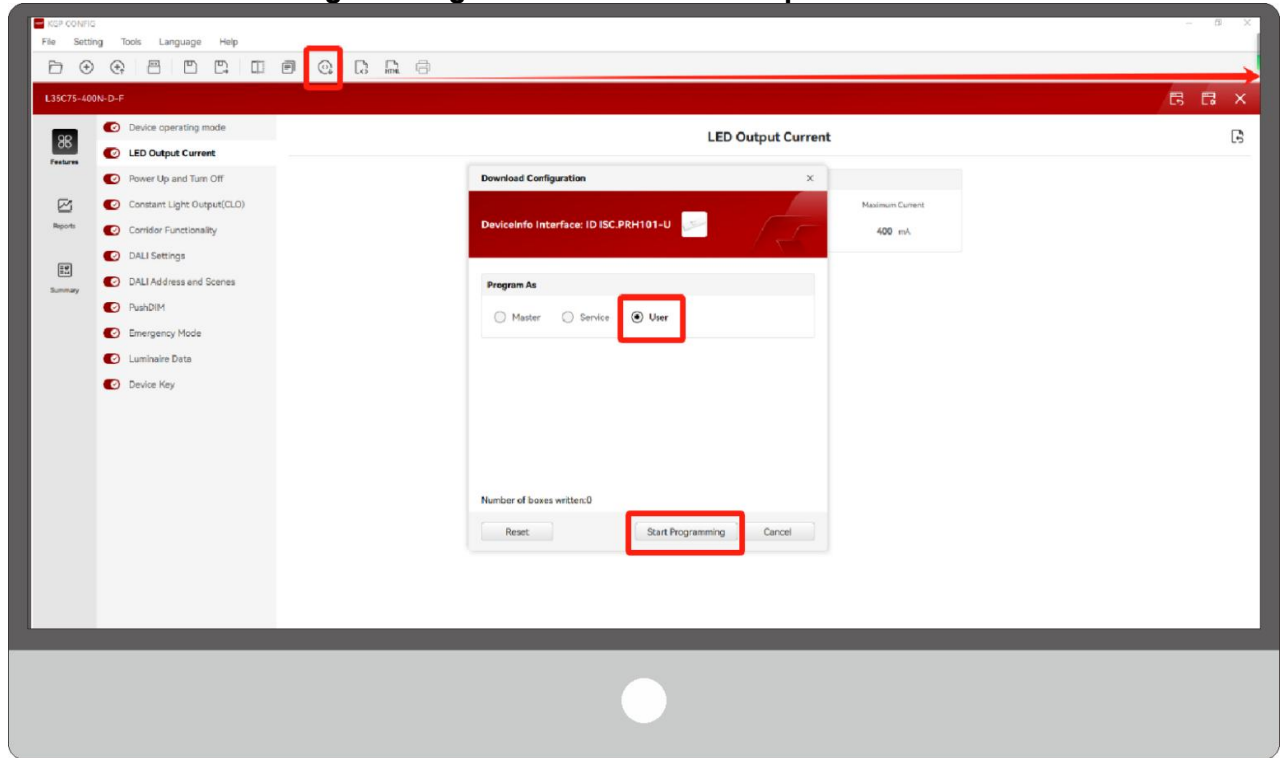 KGP CONFIG
File Setting Tools Language Help
HTML
L35C75-400N-D-F
Features
Reports
Summary
Device operating mode
LED Output Current
Power Up and Turn Off
Constant Light Output(CLO)
Corridor Functionality
DALI Settings
DALI Address and Scenes
PushDIM
Emergency Mode
Luminaire Data
Device Key
LED Output Current
Maximum Current
400 mA
Download Configuration
DeviceInfo Interface: ID ISC.PRH101-U
Program As
Master Service User
Number of boxes written:0
Reset Start Programming Cancel